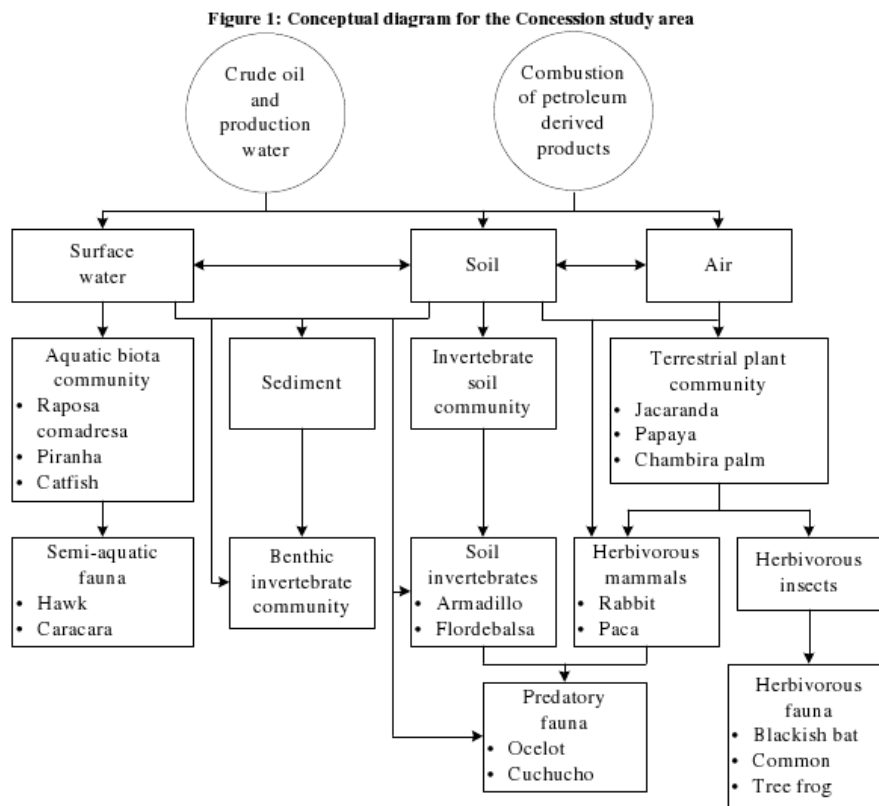 Figure 1: Conceptual diagram for the Concession study area
Crude oil
and
production
water
Combustion
of petroleum
derived
products
Surface
water
Soil
Air
Aquatic biota
community
• Raposa
comadresa
• Piranha
• Catfish
Sediment
Invertebrate
soil
community
Terrestrial plant
community
• Jacaranda
• Papaya
• Chambira palm
Semi-aquatic
fauna
• Hawk
• Caracara
Benthic
invertebrate
community
Soil
invertebrates
• Armadillo
• Flordebalsa
Herbivorous
mammals
• Rabbit
• Paca
Herbivorous
insects
Predatory
fauna
• Ocelot
• Cuchucho
Herbivorous
fauna
• Blackish bat
• Common
• Tree frog